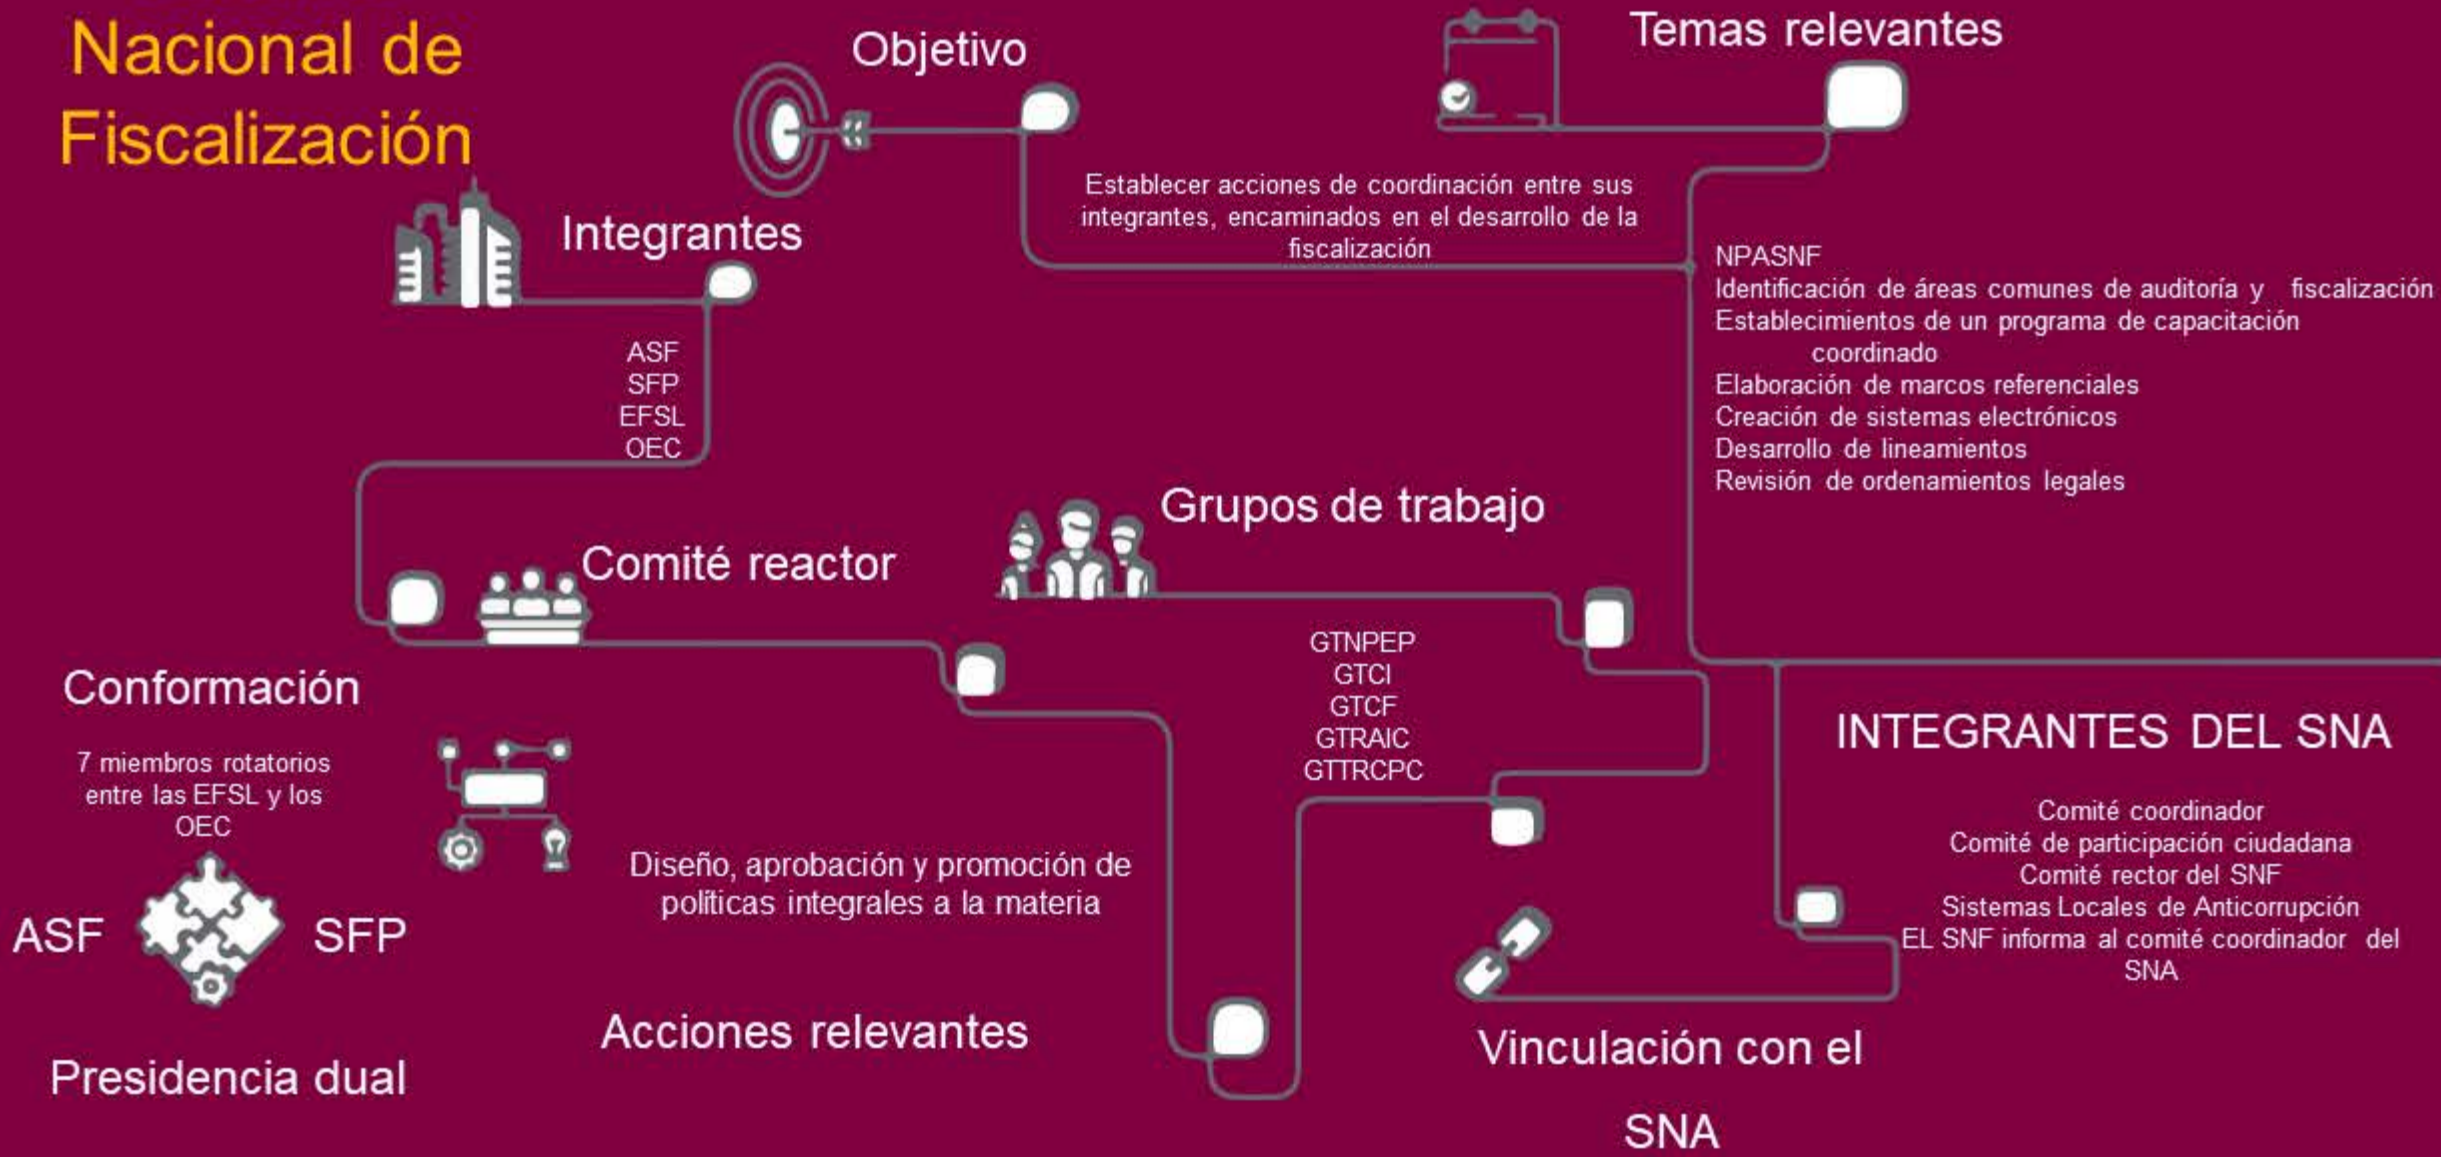 Nacional de
Fiscalización
Objetivo
Establecer acciones de coordinación entre sus
integrantes, encaminados en el desarrollo de la
fiscalización
Temas relevantes
NPASNF
Identificación de áreas comunes de auditoría y fiscalización
Establecimientos de un programa de capacitación
coordinado
Elaboración de marcos referenciales
Creación de sistemas electrónicos
Desarrollo de lineamientos
Revisión de ordenamientos legales
Integrantes
ASF
SFP
EFSL
OEC
Comité reactor
Grupos de trabajo
GTNPEP
GTCI
GTCF
GTRAIC
GTTRCPC
Conformación
7 miembros rotatorios
entre las EFSL y los
OEC
ASF
SFP
Presidencia dual
Diseño, aprobación y promoción de
políticas integrales a la materia
Acciones relevantes
INTEGRANTES DEL SNA
Comité coordinador
Comité de participación ciudadana
Comité rector del SNF
Sistemas Locales de Anticorrupción
EL SNF informa al comité coordinador del
SNA
Vinculación con el
SNA